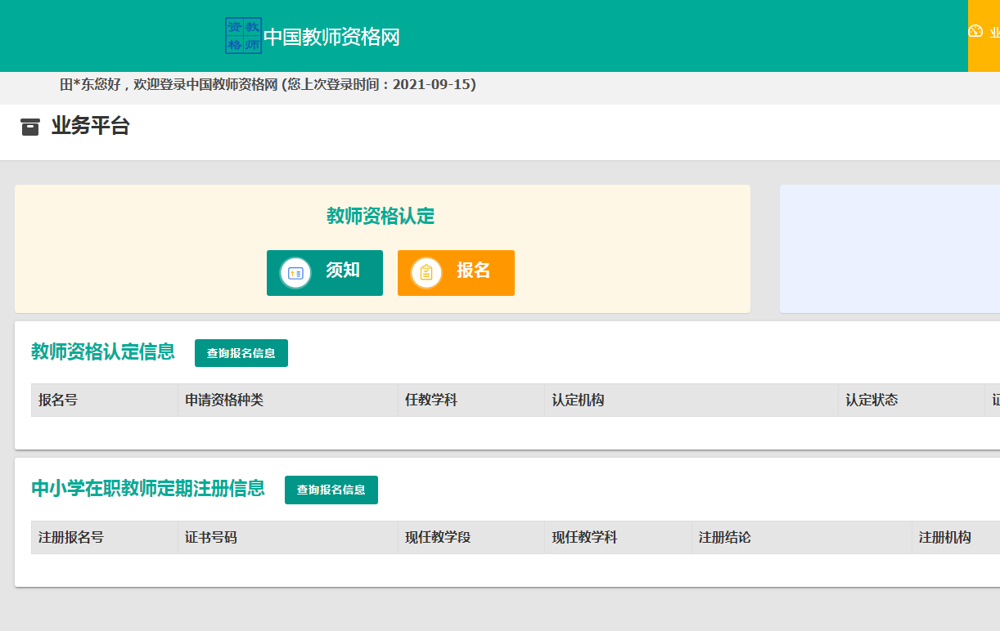 资教
格师
中国教师资格网
业
田*东您好，欢迎登录中国教师资格网 (您上次登录时间：2021-09-15)
业务平台
教师资格认定
须知 报名
教师资格认定信息 查询报名信息
报名号 申请资格种类 任教学科 认定机构 认定状态 证
中小学在职教师定期注册信息 查询报名信息
注册报名号 证书号码 现任教学段 现任教学科 注册结论 注册机构